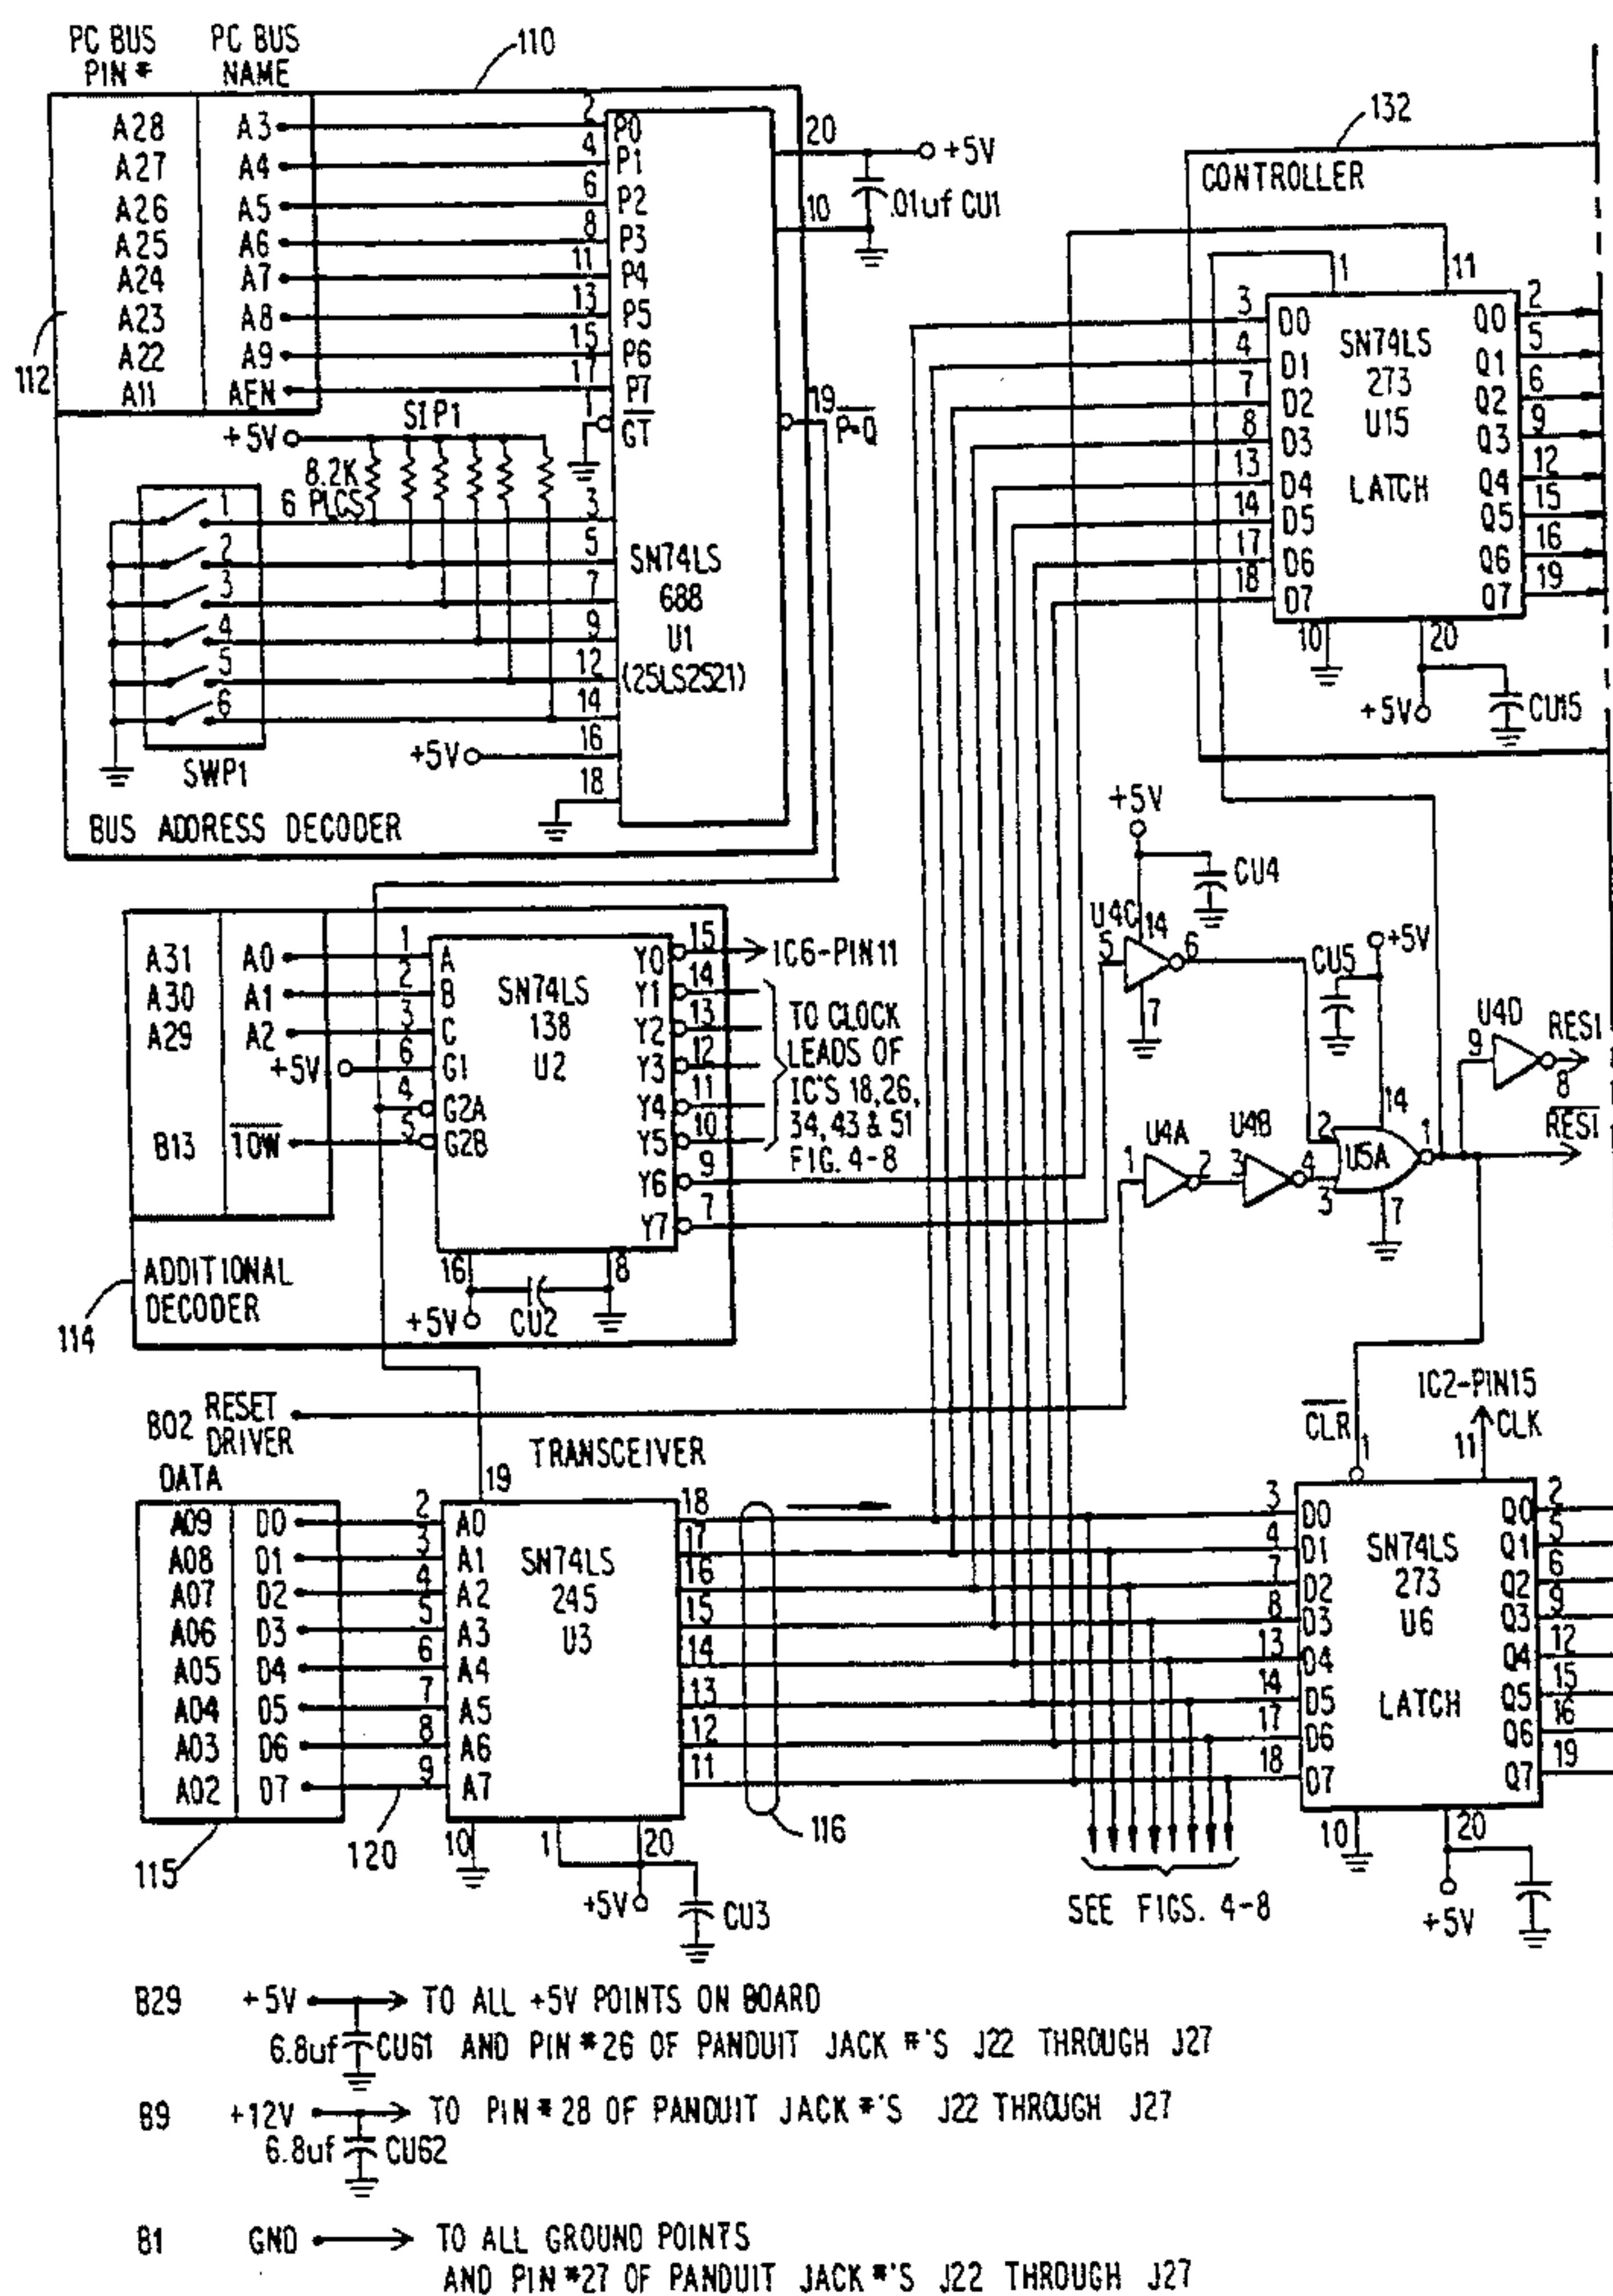 PC BUS PIN # PC BUS NAME
110
A28 A3 2 P0
A27 A4 4 P1
A26 A5 6 P2
A25 A6 8 P3
A24 A7 11 P4
A23 A8 13 P5
A22 A9 15 P6
A11 AEN 17 P7
112
1 GT
20 +5V
.01uf CU1
10
19 P=Q
+5V SIP1
8.2K
6 PLCS
1 3
2 5
3 7
4 9
5 12
6 14
+5V 16
18
SWP1
SN74LS
688
U1
(25LS2521)
BUS ADDRESS DECODER
132
CONTROLLER
1 11
3 D0 Q0 2
4 D1 Q1 5
7 D2 Q2 6
8 D3 Q3 9
13 D4 Q4 12
14 D5 Q5 15
17 D6 Q6 16
18 D7 Q7 19
SN74LS
273
U15
LATCH
10 20
+5V CU15
A31 A0 1 A
A30 A1 2 B
A29 A2 3 C
+5V 6 G1
4 G2A
B13 IOW 5 G2B
SN74LS
138
U2
Y0 15 IC6-PIN11
Y1 14
Y2 13
Y3 12
Y4 11
Y5 10
Y6 9
Y7 7
TO CLOCK
LEADS OF
IC'S 18,26,
34,43 & 51
FIG. 4-8
16 8
+5V CU2
ADDITIONAL
DECODER
114
+5V
CU4
U4C 14
5 6
7
CU5 +5V
14
U4A
1 2
U4B
3 4
2
3
U5A 1
7
U4D
9 8
RESI
RESI
B02 RESET
DRIVER
TRANSCEIVER
DATA
19
A09 D0 2 A0 18
A08 D1 3 A1 17
A07 D2 4 A2 16
A06 D3 5 A3 15
A05 D4 6 A4 14
A04 D5 7 A5 13
A03 D6 8 A6 12
A02 D7 9 A7 11
SN74LS
245
U3
115
120
116
10 1 20
+5V CU3
IC2-PIN15
CLR 1 11 CLK
3 D0 Q0 2
4 D1 Q1 5
7 D2 Q2 6
8 D3 Q3 9
13 D4 Q4 12
14 D5 Q5 15
17 D6 Q6 16
18 D7 Q7 19
SN74LS
273
U6
LATCH
10 20
+5V
SEE FIGS. 4-8
B29 +5V TO ALL +5V POINTS ON BOARD
6.8uf CU61 AND PIN #26 OF PANDUIT JACK #'S J22 THROUGH J27
B9 +12V TO PIN #28 OF PANDUIT JACK #'S J22 THROUGH J27
6.8uf CU62
B1 GND TO ALL GROUND POINTS
AND PIN #27 OF PANDUIT JACK #'S J22 THROUGH J27